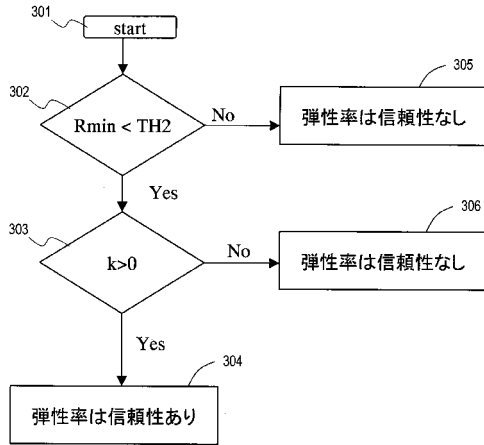 301
start
302
Rmin < TH2
No
305
弾性率は信頼性なし
Yes
303
k>0
No
306
弾性率は信頼性なし
Yes
304
弾性率は信頼性あり